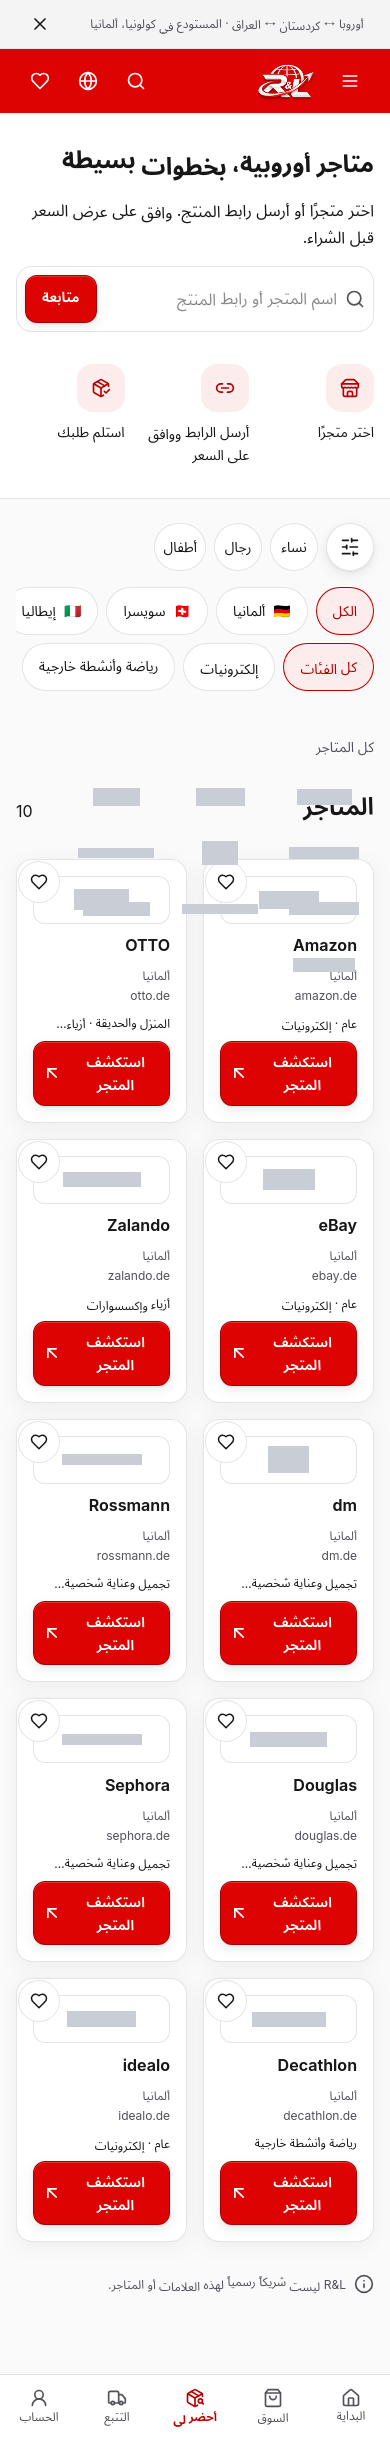 أوروبا ↔ كردستان ↔ العراق · المستودع في كولونيا، ألمانيا
R&L
متاجر أوروبية، بخطوات بسيطة
اختر متجرًا أو أرسل رابط المنتج. وافق على عرض السعر
قبل الشراء.
اسم المتجر أو رابط المنتج
متابعة
اختر متجرًا
أرسل الرابط ووافق
على السعر
استلم طلبك
نساء
رجال
أطفال
الكل
ألمانيا
سويسرا
إيطاليا
كل الفئات
إلكترونيات
رياضة وأنشطة خارجية
كل المتاجر
المتاجر
10
Amazon
ألمانيا
amazon.de
عام · إلكترونيات
استكشف
المتجر
OTTO
ألمانيا
otto.de
المنزل والحديقة · أزياء...
استكشف
المتجر
eBay
ألمانيا
ebay.de
عام · إلكترونيات
استكشف
المتجر
Zalando
ألمانيا
zalando.de
أزياء وإكسسوارات
استكشف
المتجر
dm
ألمانيا
dm.de
تجميل وعناية شخصية...
استكشف
المتجر
Rossmann
ألمانيا
rossmann.de
تجميل وعناية شخصية...
استكشف
المتجر
Douglas
ألمانيا
douglas.de
تجميل وعناية شخصية...
استكشف
المتجر
Sephora
ألمانيا
sephora.de
تجميل وعناية شخصية...
استكشف
المتجر
Decathlon
ألمانيا
decathlon.de
رياضة وأنشطة خارجية
استكشف
المتجر
idealo
ألمانيا
idealo.de
عام · إلكترونيات
استكشف
المتجر
R&L ليست شريكاً رسمياً لهذه العلامات أو المتاجر.
البداية
السوق
أحضر لي
التتبع
الحساب